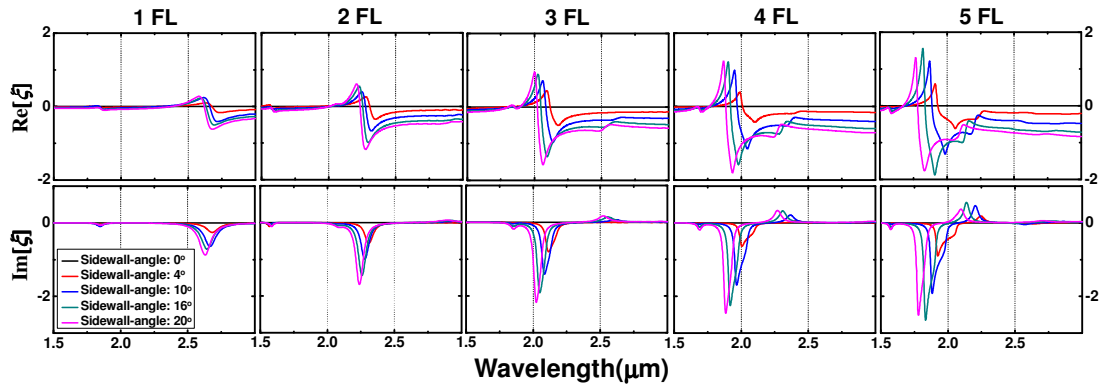 1 FL 2 FL 3 FL 4 FL 5 FL
2 2
Re[ξ] 0 0
-2 -2
Im[ξ] 0 0
Sidewall-angle: 0°
Sidewall-angle: 4°
Sidewall-angle: 10°
Sidewall-angle: 16°
Sidewall-angle: 20°
-2 -2
1.5 2.0 2.5 1.5 2.0 2.5 1.5 2.0 2.5 1.5 2.0 2.5 1.5 2.0 2.5 3.0
Wavelength(μm)